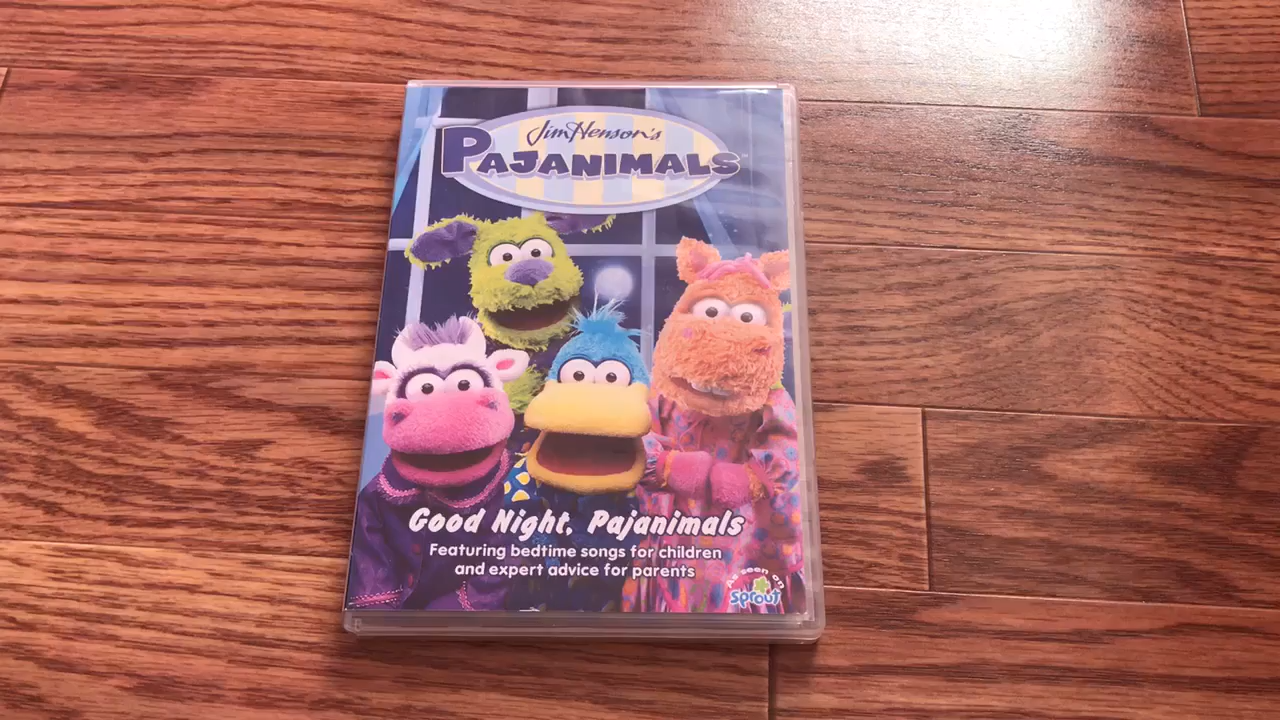 Jim Henson's
PAJANIMALS™
Good Night, Pajanimals
Featuring bedtime songs for children
and expert advice for parents
As seen on
Sprout